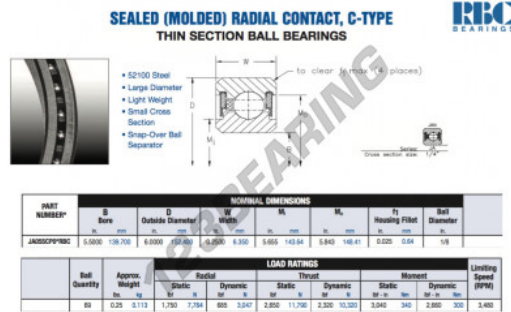 SEALED (MOLDED) RADIAL CONTACT, C-TYPE
THIN SECTION BALL BEARINGS
RBC
BEARINGS
• 52100 Steel
• Large Diameter
• Light Weight
• Small Cross
Section
• Snap-Over Ball
Separator
W
to clear f₁ max (4 places)
D
B
Series
Cross section size: 1/4"
123BEARING
NOMINAL DIMENSIONS
PART NUMBER* B Bore D Outside Diameter W Width Mᵢ Mₒ f₁ Housing Fillet Ball Diameter
in. mm in. mm in. mm in. mm in. mm in. mm in.
JA055CP0*RBC 5.5000 139.700 6.0000 152.400 0.2500 6.350 5.655 143.64 5.843 148.41 0.025 0.64 1/8
LOAD RATINGS
Ball Quantity Approx. Weight Radial Thrust Moment Limiting Speed (RPM)
Static Dynamic Static Dynamic Static Dynamic
lbs. kg lbf N lbf N lbf N lbf N lbf - in Nm lbf - in Nm
89 0.25 0.113 1,750 7,784 685 3,047 2,650 11,790 2,320 10,320 3,040 340 2,660 300 3,480